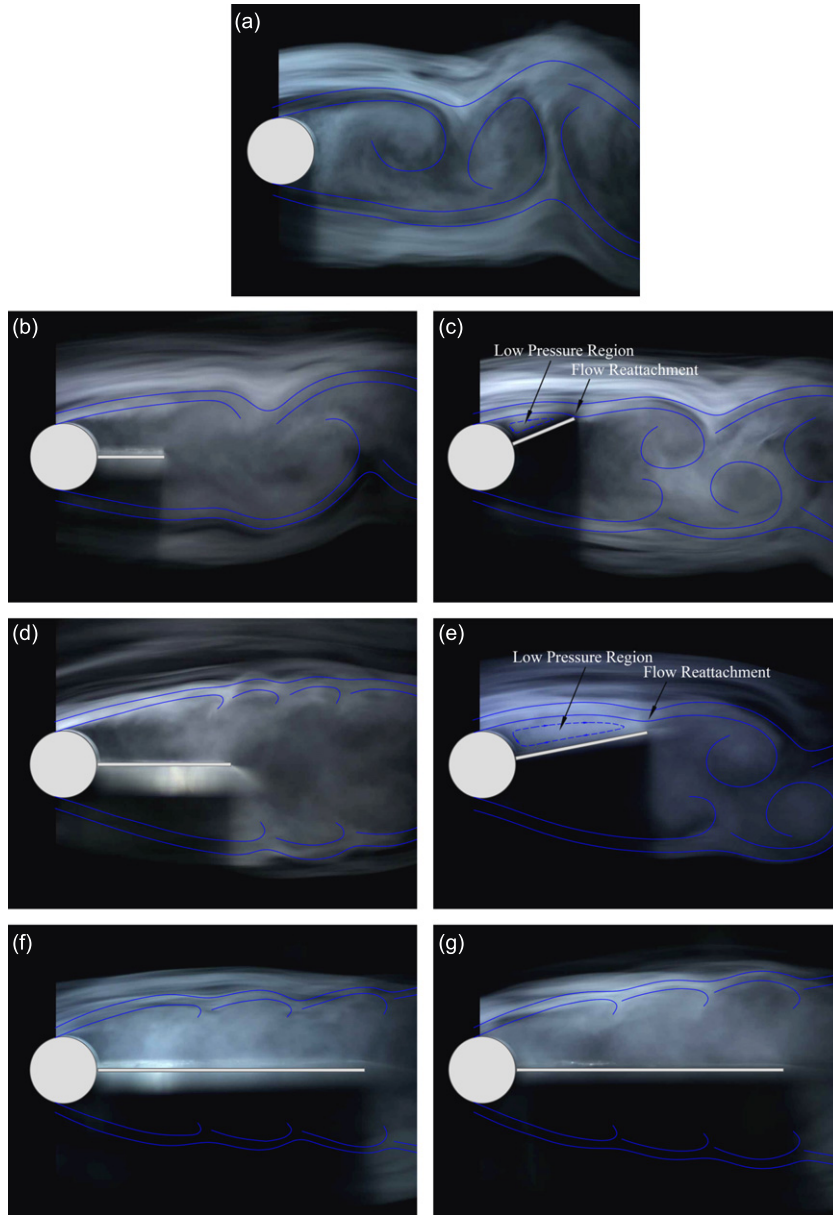 (a)
(b)
(c)
Low Pressure Region
Flow Reattachment
(d)
(e)
Low Pressure Region
Flow Reattachment
(f)
(g)